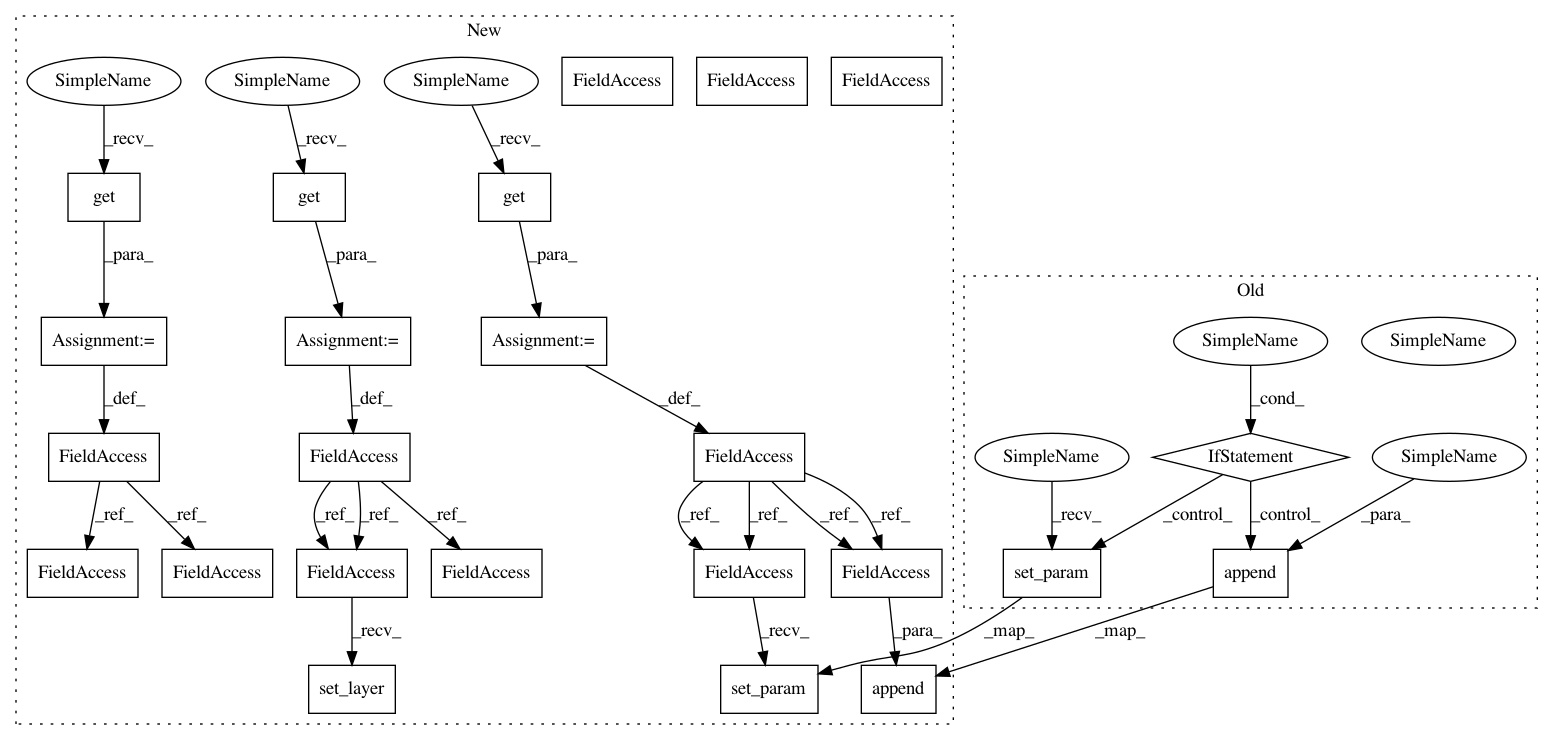 New
SimpleName SimpleName SimpleName FieldAccess FieldAccess FieldAccess
_recv_ _recv_ _recv_
get get get
_para_ _para_ _para_
Old
Assignment:= Assignment:= Assignment:= SimpleName SimpleName
_def_ _def_ _def_ _cond_
FieldAccess FieldAccess FieldAccess SimpleName IfStatement SimpleName
_ref_ _ref_ _ref_ _ref_ _ref_ _ref_ _ref_ _ref_ _ref_ _recv_ _control_ _control_ _para_
FieldAccess FieldAccess FieldAccess FieldAccess FieldAccess FieldAccess set_param append
_recv_ _recv_ _para_ _map_ _map_
set_layer set_param append